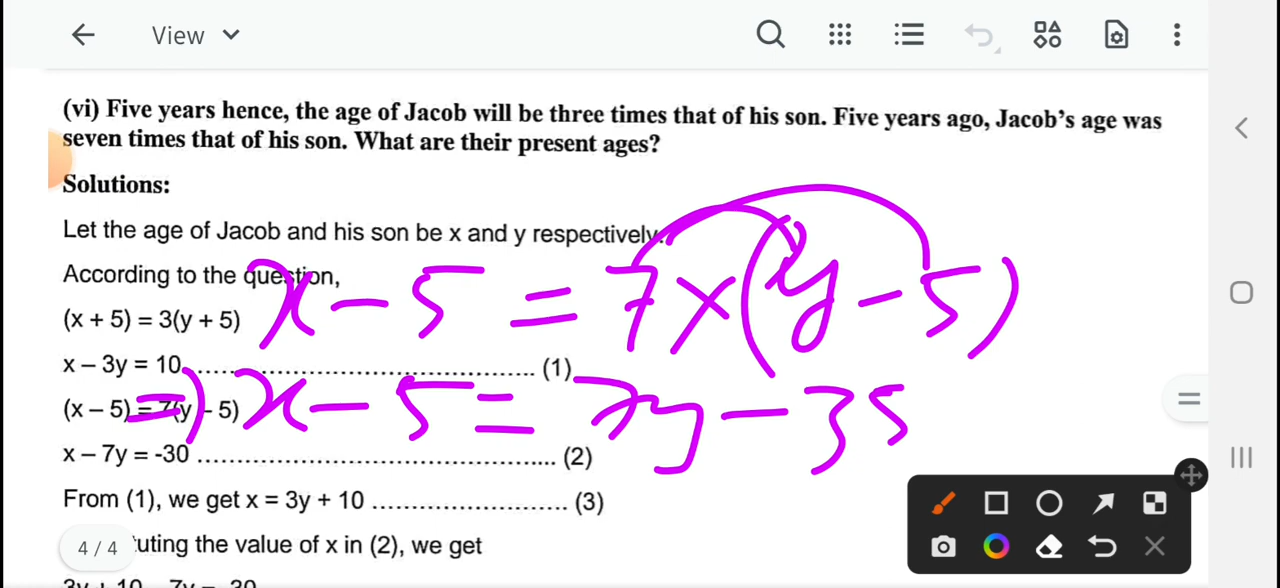 View
(vi) Five years hence, the age of Jacob will be three times that of his son. Five years ago, Jacob's age was
seven times that of his son. What are their present ages?
Solutions:
Let the age of Jacob and his son be x and y respectively.
According to the question,
x - 5 = 7 × (y - 5)
(x + 5) = 3(y + 5)
x – 3y = 10 ................................................ (1)
=) x - 5 = 7y - 35
(x – 5) = 7(y - 5)
x – 7y = -30 ................................................ (2)
From (1), we get x = 3y + 10 .......................... (3)
4 / 4
uting the value of x in (2), we get